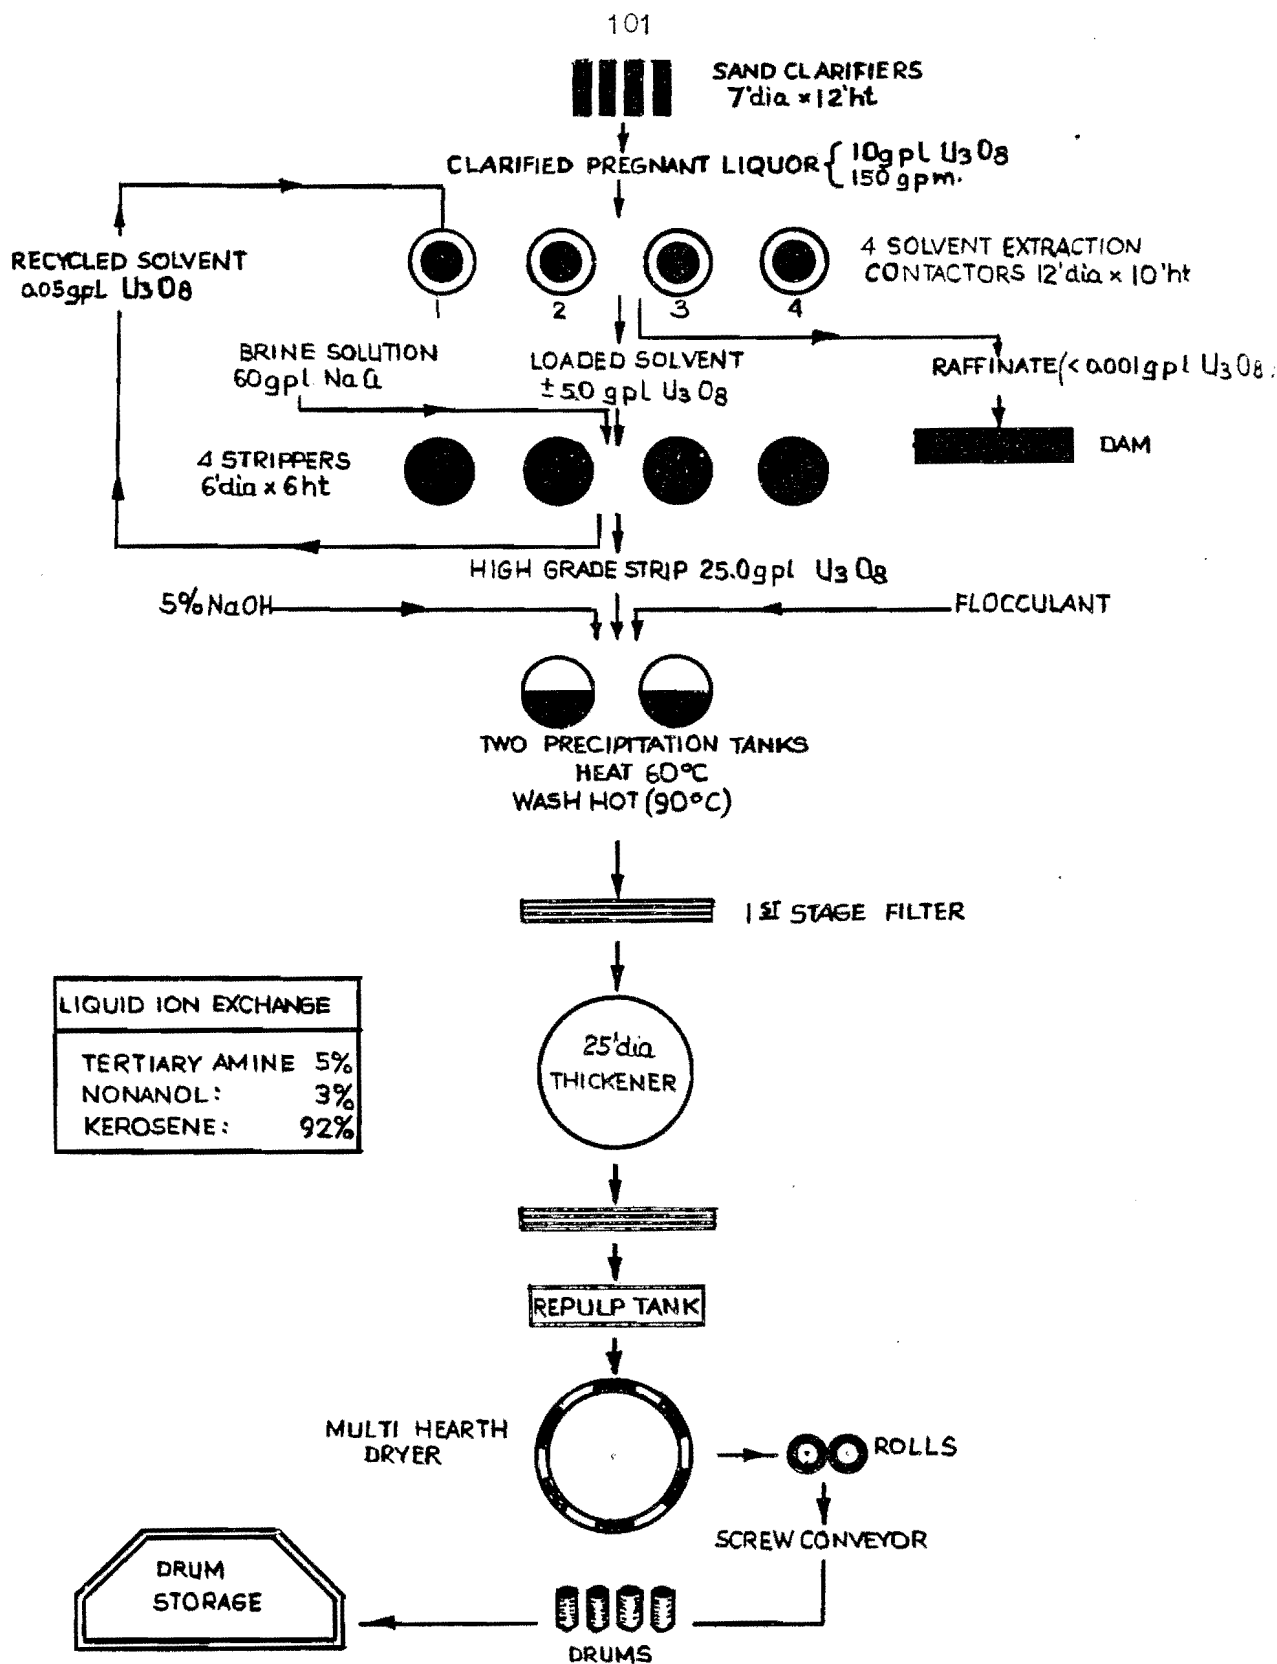 101
SAND CLARIFIERS
7'dia x 12'ht
CLARIFIED PREGNANT LIQUOR { 10gpl U3O8
150 gpm.
RECYCLED SOLVENT
0.05gpl U3O8
4 SOLVENT EXTRACTION
CONTACTORS 12'dia x 10'ht
1 2 3 4
BRINE SOLUTION
60gpl NaCl
LOADED SOLVENT
±5.0 gpl U3O8
RAFFINATE (<0.001gpl U3O8.
4 STRIPPERS
6'dia x 6ht
DAM
HIGH GRADE STRIP 25.0gpl U3O8
5% NaOH
FLOCCULANT
TWO PRECIPITATION TANKS
HEAT 60°C
WASH HOT (90°C)
1ST STAGE FILTER
LIQUID ION EXCHANGE
TERTIARY AMINE 5%
NONANOL: 3%
KEROSENE: 92%
25'dia
THICKENER
REPULP TANK
MULTI HEARTH
DRYER
ROLLS
SCREW CONVEYOR
DRUM
STORAGE
DRUMS